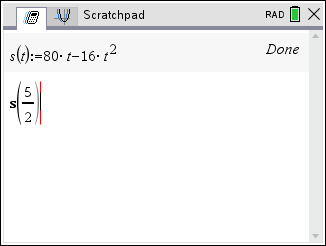 Scratchpad RAD
s(t):=80·t−16·t² Done
s(5/2)